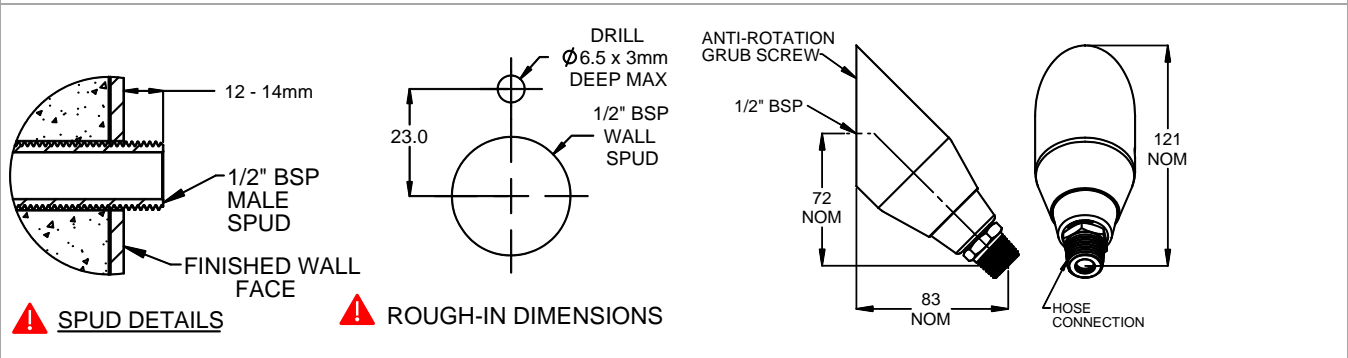 12 - 14mm
1/2" BSP
MALE
SPUD
FINISHED WALL
FACE
SPUD DETAILS
DRILL
Ø6.5 x 3mm
DEEP MAX
1/2" BSP
WALL
SPUD
23.0
ROUGH-IN DIMENSIONS
ANTI-ROTATION
GRUB SCREW
1/2" BSP
72
NOM
83
NOM
121
NOM
HOSE
CONNECTION